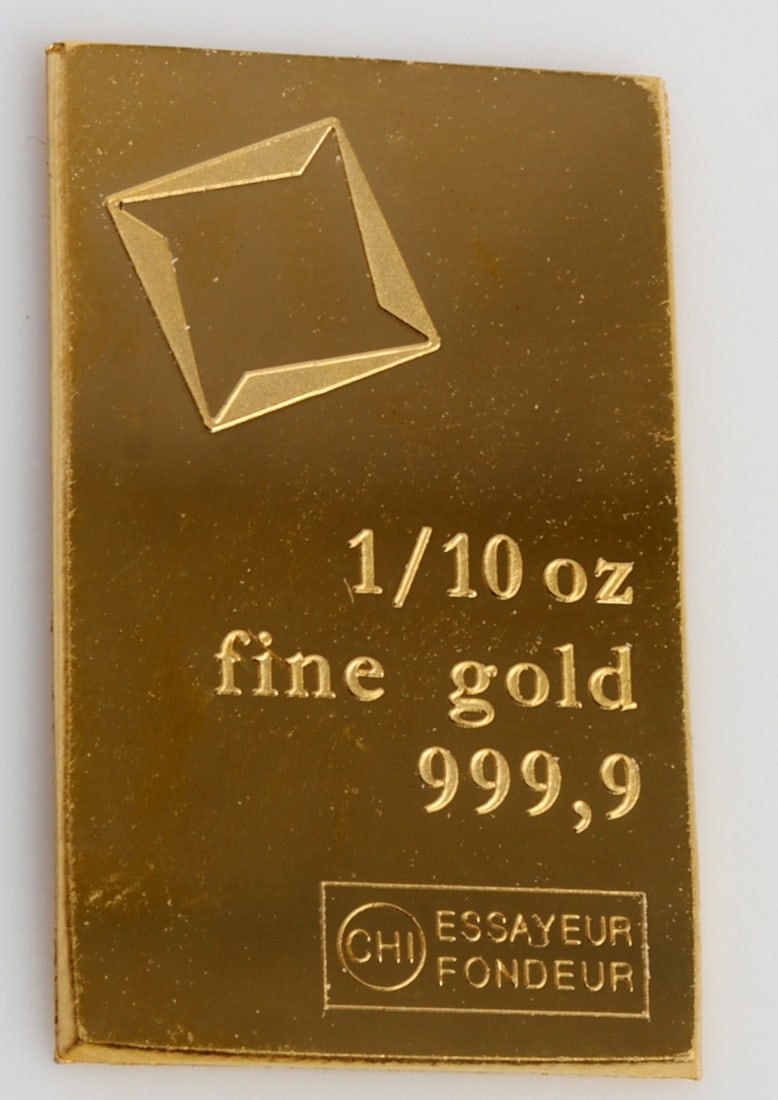 1/10 oz
fine gold
999,9
CHI ESSAYEUR
FONDEUR